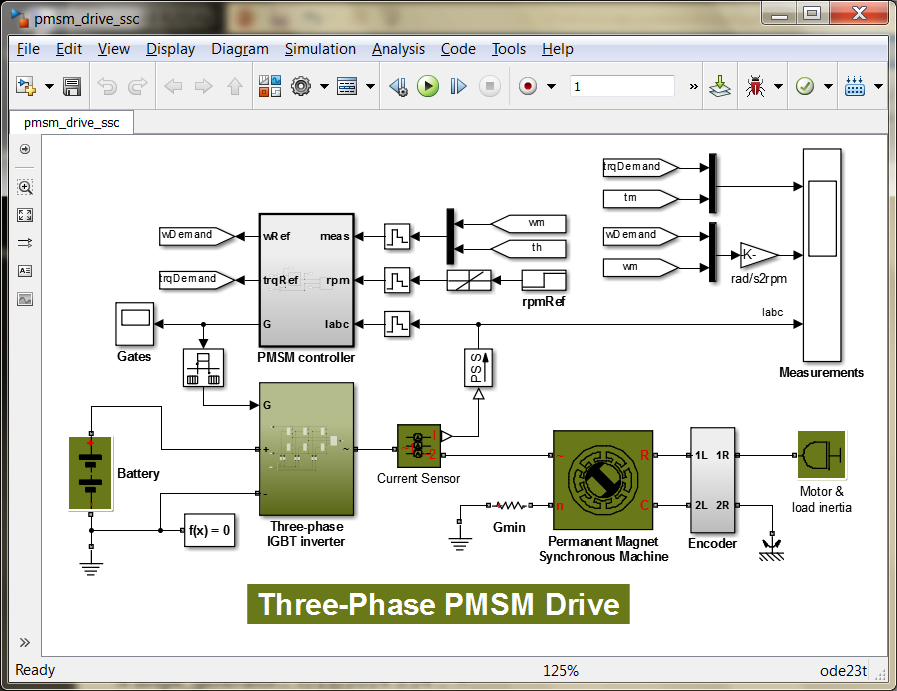 pmsm_drive_ssc
File Edit View Display Diagram Simulation Analysis Code Tools Help
1
»
pmsm_drive_ssc
trqDemand
tm
wDemand
wm
K-
rad/s2rpm
Iabc
Measurements
wDemand
trqDemand
wRef
meas
trqRef
rpm
G
Iabc
PMSM controller
wm
th
rpmRef
Gates
PS
G
+
~
-
Three-phase
IGBT inverter
+
Battery
f(x) = 0
1
2
Current Sensor
Gmin
~
R
n
C
Permanent Magnet
Synchronous Machine
1L 1R
2L 2R
Encoder
Motor &
load inertia
Three-Phase PMSM Drive
Ready
125%
ode23t